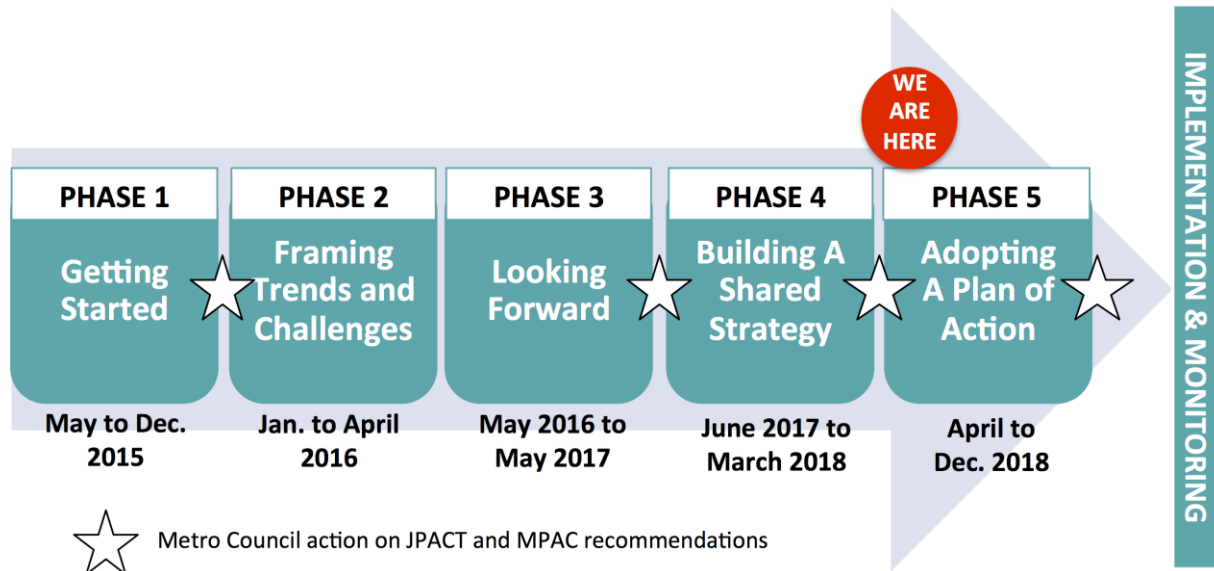 WE
ARE
HERE
PHASE 1
Getting
Started
May to Dec.
2015
PHASE 2
Framing
Trends and
Challenges
Jan. to April
2016
PHASE 3
Looking
Forward
May 2016 to
May 2017
PHASE 4
Building A
Shared
Strategy
June 2017 to
March 2018
PHASE 5
Adopting
A Plan of
Action
April to
Dec. 2018
IMPLEMENTATION & MONITORING
Metro Council action on JPACT and MPAC recommendations